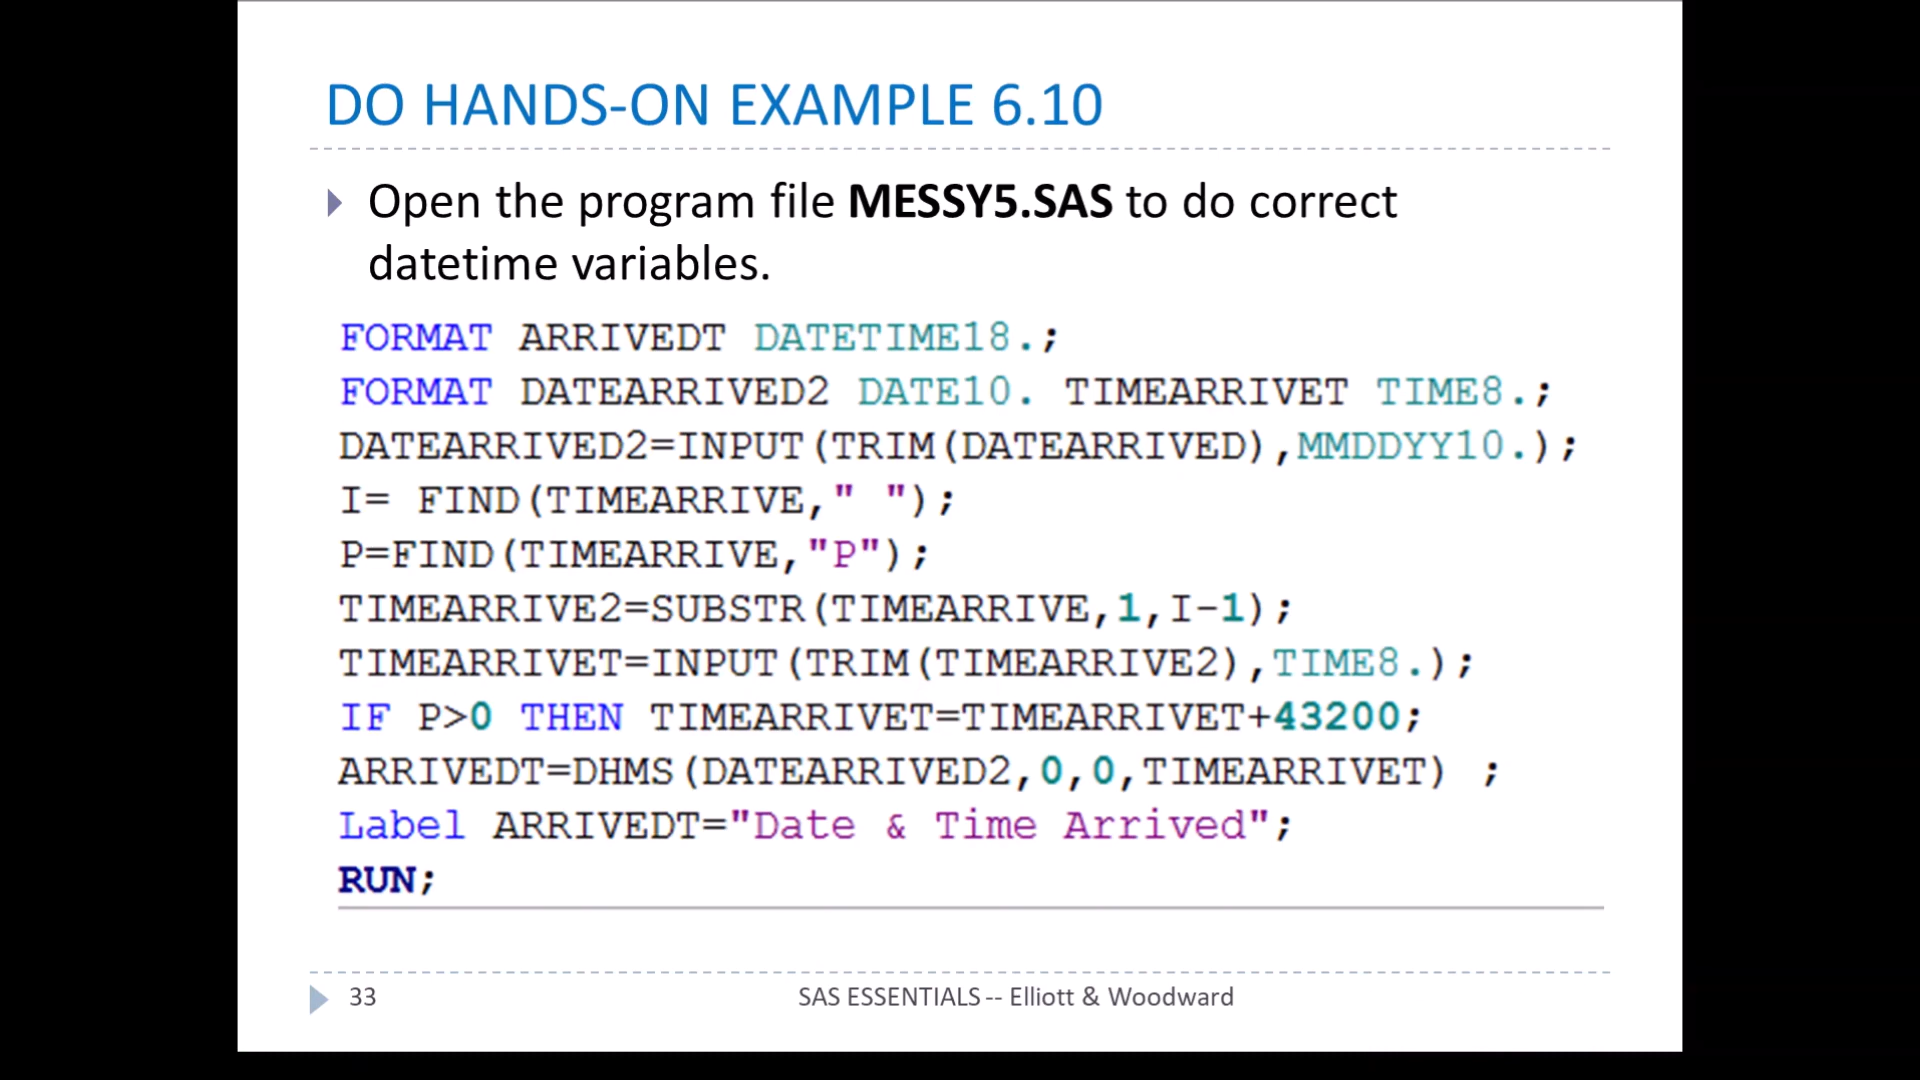 DO HANDS-ON EXAMPLE 6.10
Open the program file MESSY5.SAS to do correct
datetime variables.
FORMAT ARRIVEDT DATETIME18.;
FORMAT DATEARRIVED2 DATE10. TIMEARRIVET TIME8.;
DATEARRIVED2=INPUT(TRIM(DATEARRIVED),MMDDYY10.);
I= FIND(TIMEARRIVE," ");
P=FIND(TIMEARRIVE,"P");
TIMEARRIVE2=SUBSTR(TIMEARRIVE,1,I-1);
TIMEARRIVET=INPUT(TRIM(TIMEARRIVE2),TIME8.);
IF P>0 THEN TIMEARRIVET=TIMEARRIVET+43200;
ARRIVEDT=DHMS(DATEARRIVED2,0,0,TIMEARRIVET) ;
Label ARRIVEDT="Date & Time Arrived";
RUN;
33 SAS ESSENTIALS -- Elliott & Woodward